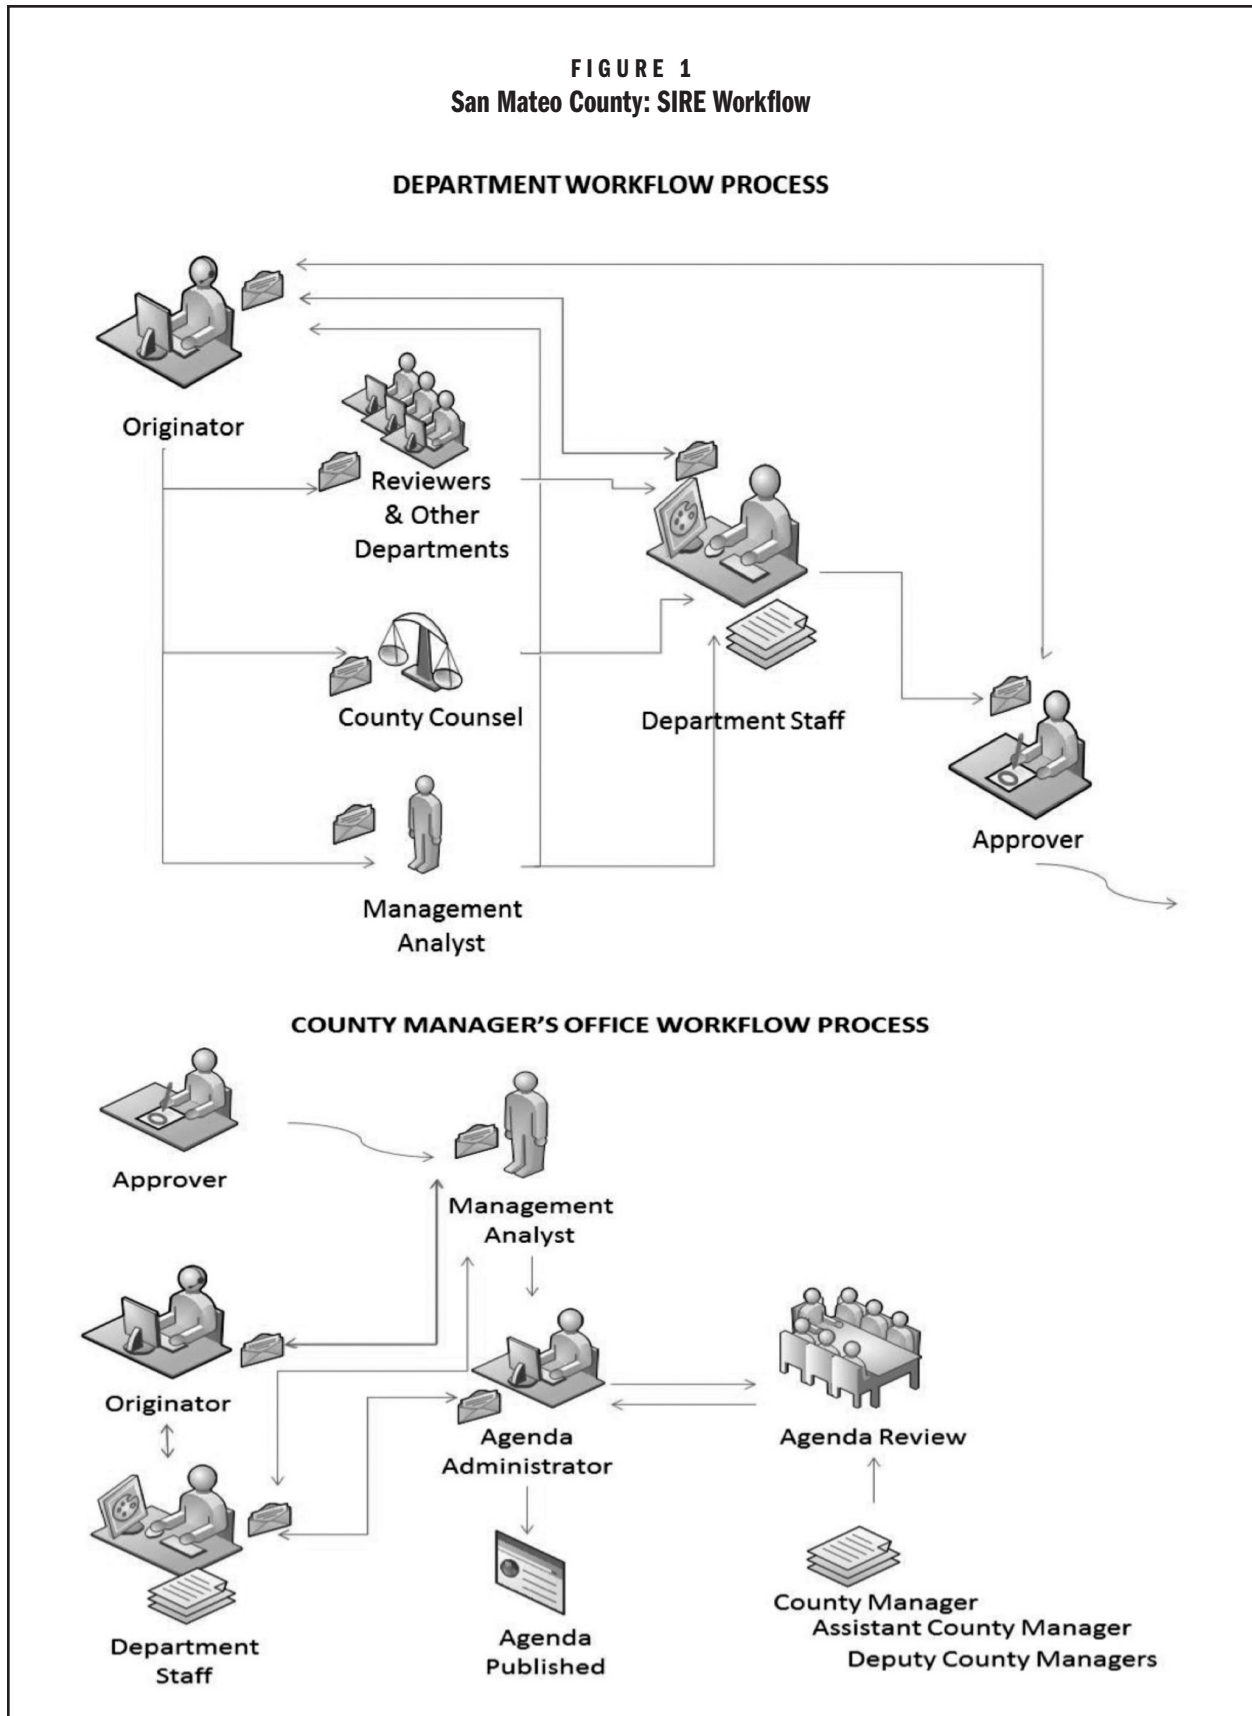 FIGURE 1
San Mateo County: SIRE Workflow
DEPARTMENT WORKFLOW PROCESS
Originator
Reviewers
& Other
Departments
County Counsel
Department Staff
Approver
Management
Analyst
COUNTY MANAGER'S OFFICE WORKFLOW PROCESS
Approver
Management
Analyst
Originator
Agenda
Administrator
Agenda Review
Department
Staff
Agenda
Published
County Manager
Assistant County Manager
Deputy County Managers